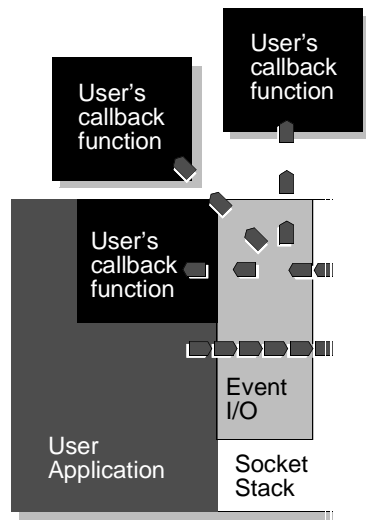 User's
callback
function
User's
callback
function
User's
callback
function
Event
I/O
User
Application
Socket
Stack